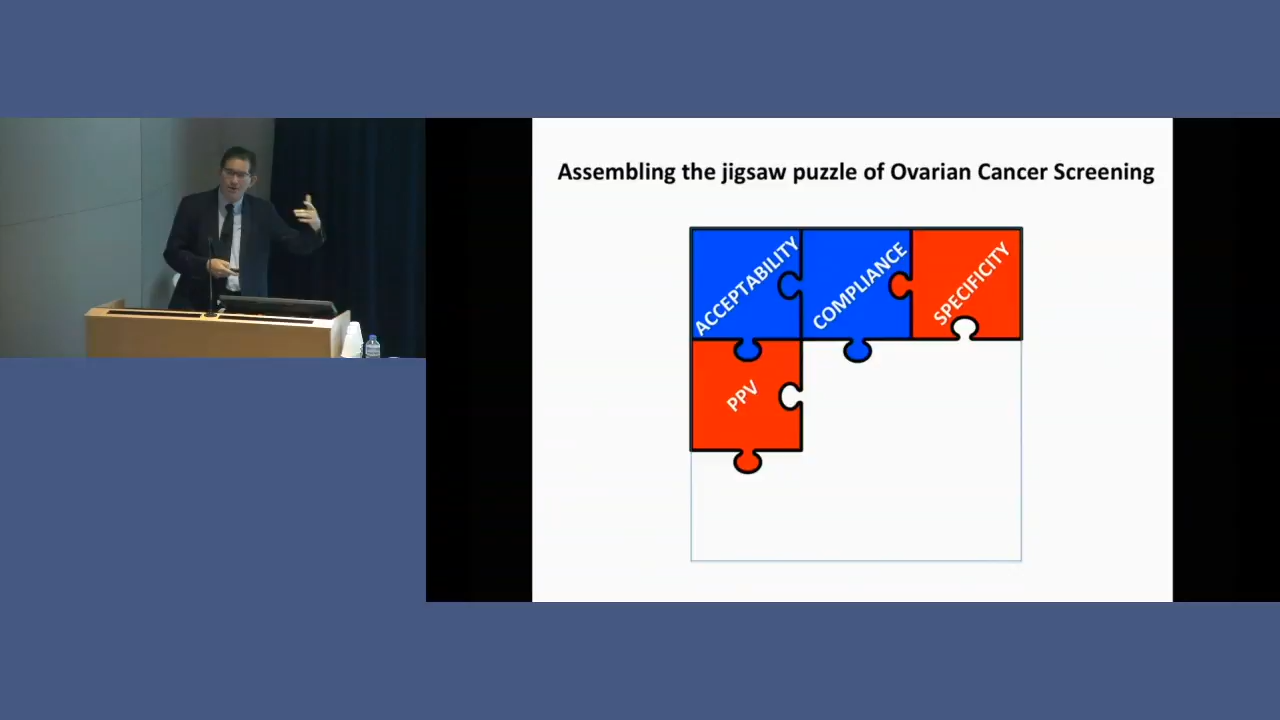 Assembling the jigsaw puzzle of Ovarian Cancer Screening
ACCEPTABILITY
COMPLIANCE
SPECIFICITY
PPV